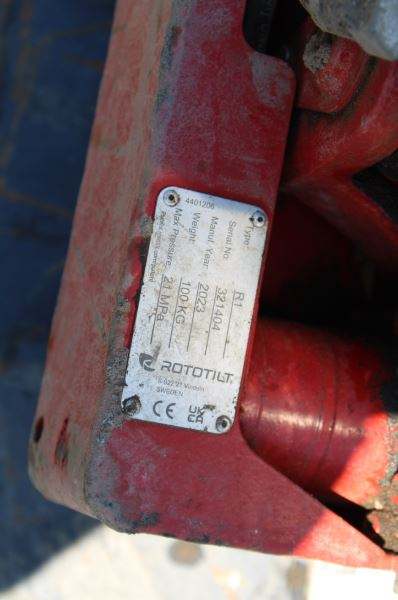 4401206
Type: R1
Serial No: 321404
Manuf. Year: 2023
Weight: 100 KG
Max Pressure: 21 MPa
ROTOTILT
SWEDEN
CE UK CA